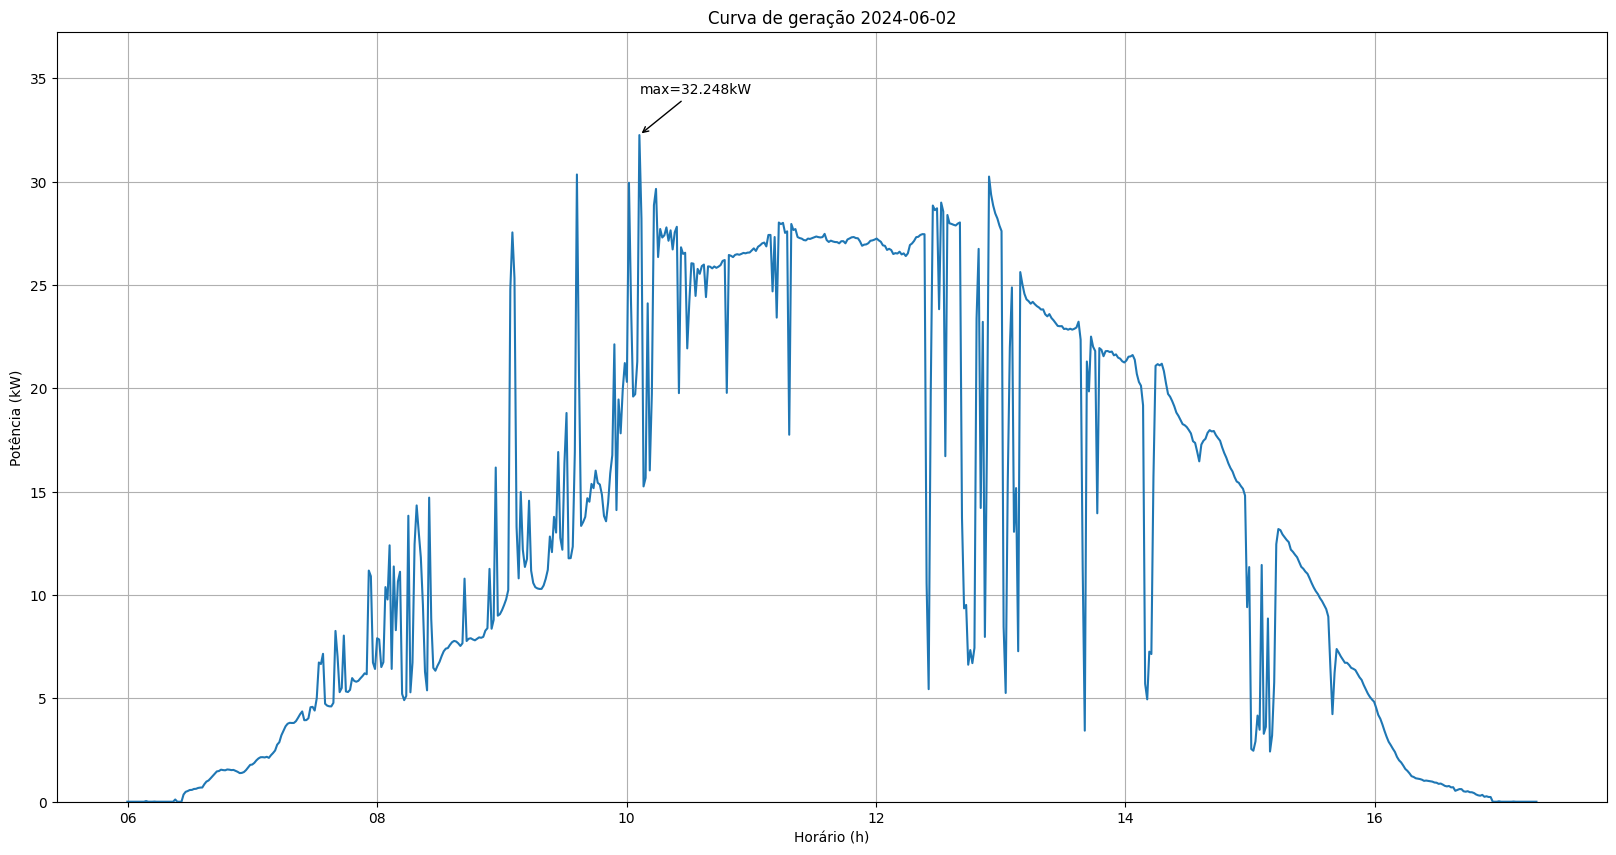 Curva de geração 2024-06-02
max=32.248kW
Potência (kW)
35
30
25
20
15
10
5
0
06 08 10 12 14 16
Horário (h)